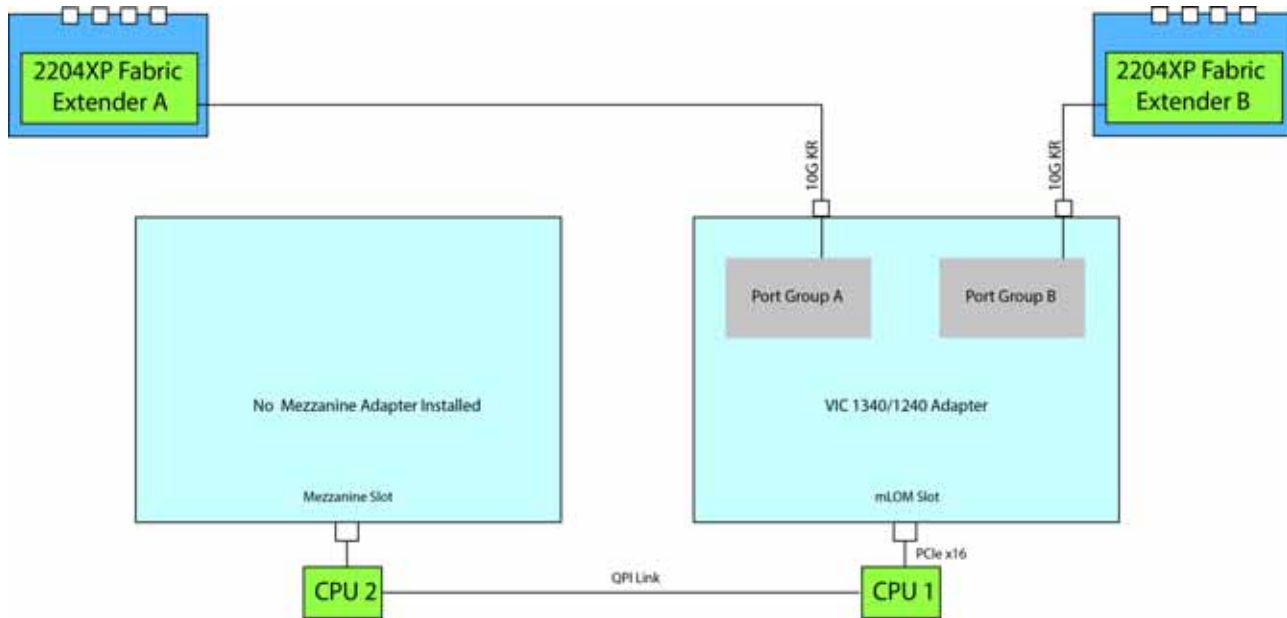 2204XP Fabric
Extender A
2204XP Fabric
Extender B
10G KR
10G KR
Port Group A
Port Group B
No Mezzanine Adapter Installed
VIC 1340/1240 Adapter
Mezzanine Slot
mLOM Slot
PCIe x16
QPI Link
CPU 2
CPU 1